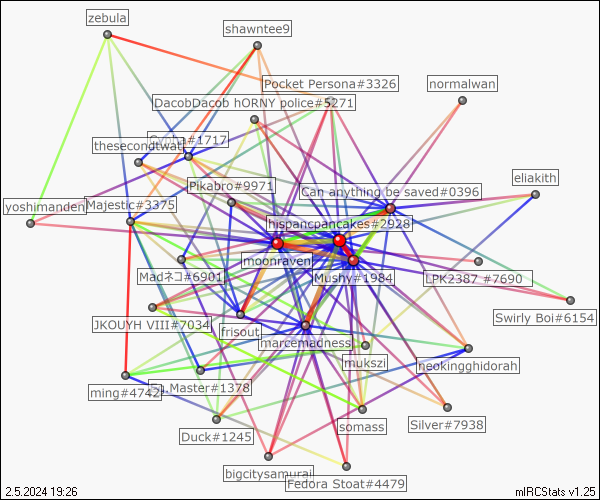 zebula
shawntee9
Pocket Persona#3326
normalwan
DacobDacob hORNY police#5271
thesecondtwat
#1717
Pikabro#9971
Can anything be saved#0396
eliakith
yoshimanden
Majestic#3375
hispancpancakes#2928
moonraven
Madネコ#6901
Mushy#1984
LPK2387 #7690
JKOUYH VIII#7034
frisout
Swirly Boi#6154
marcemadness
mukszi
neokingghidorah
ming#4742
Master#1378
somass
Silver#7938
Duck#1245
bigcitysamurai
Fedora Stoat#4479
2.5.2024 19:26
mIRCStats v1.25